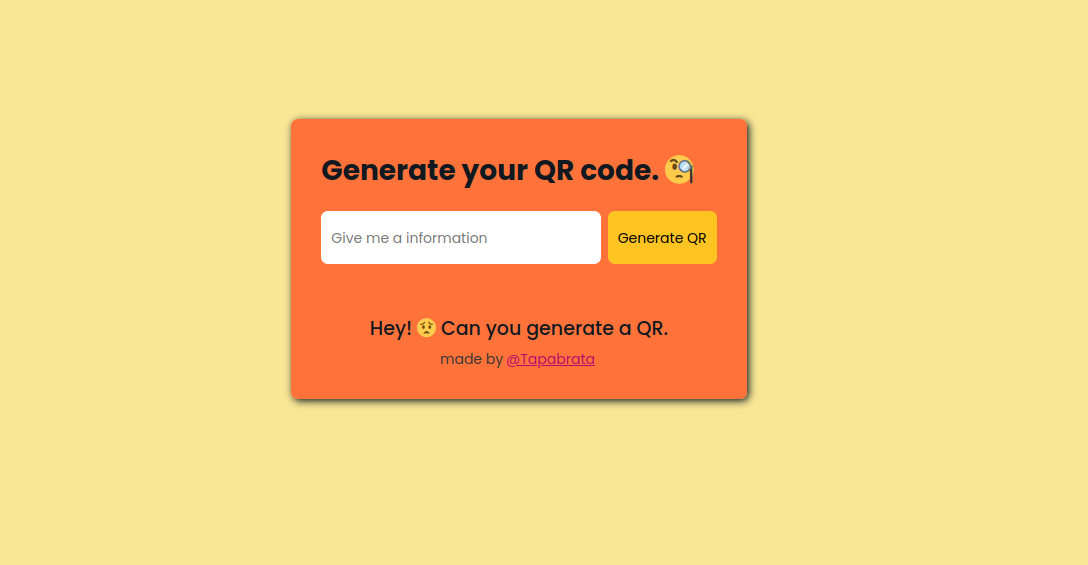 Generate your QR code. 🧐
Give me a information
Generate QR
Hey! 😟 Can you generate a QR.
made by @Tapabrata